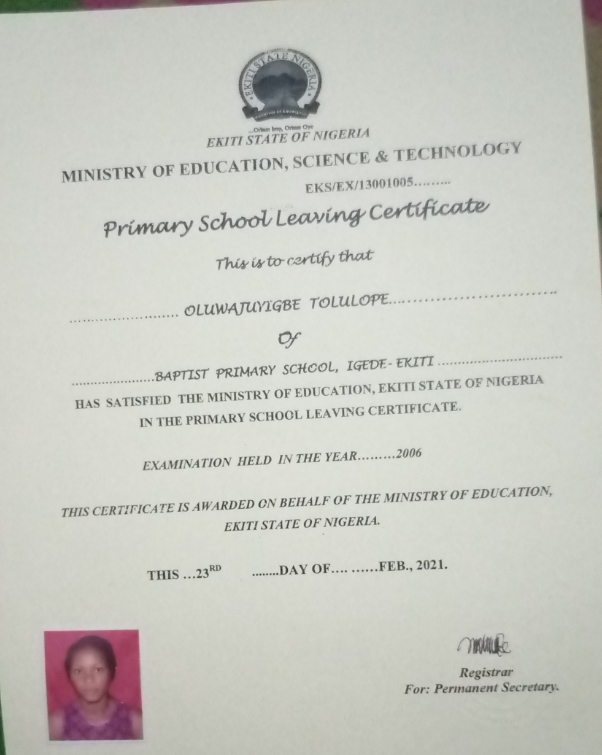 EKITI STATE NIGERIA
EKITI STATE OF NIGERIA
MINISTRY OF EDUCATION, SCIENCE & TECHNOLOGY
EKS/EX/13001005.........
Primary School Leaving Certificate
This is to certify that
........................ OLUWAJUYIGBE TOLULOPE................................
Of
.....................BAPTIST PRIMARY SCHOOL, IGEDE-EKITI ................................
HAS SATISFIED THE MINISTRY OF EDUCATION, EKITI STATE OF NIGERIA
IN THE PRIMARY SCHOOL LEAVING CERTIFICATE.
EXAMINATION HELD IN THE YEAR.........2006
THIS CERTIFICATE IS AWARDED ON BEHALF OF THE MINISTRY OF EDUCATION,
EKITI STATE OF NIGERIA.
THIS ...23RD ........DAY OF.... ......FEB., 2021.
Registrar
For: Permanent Secretary.